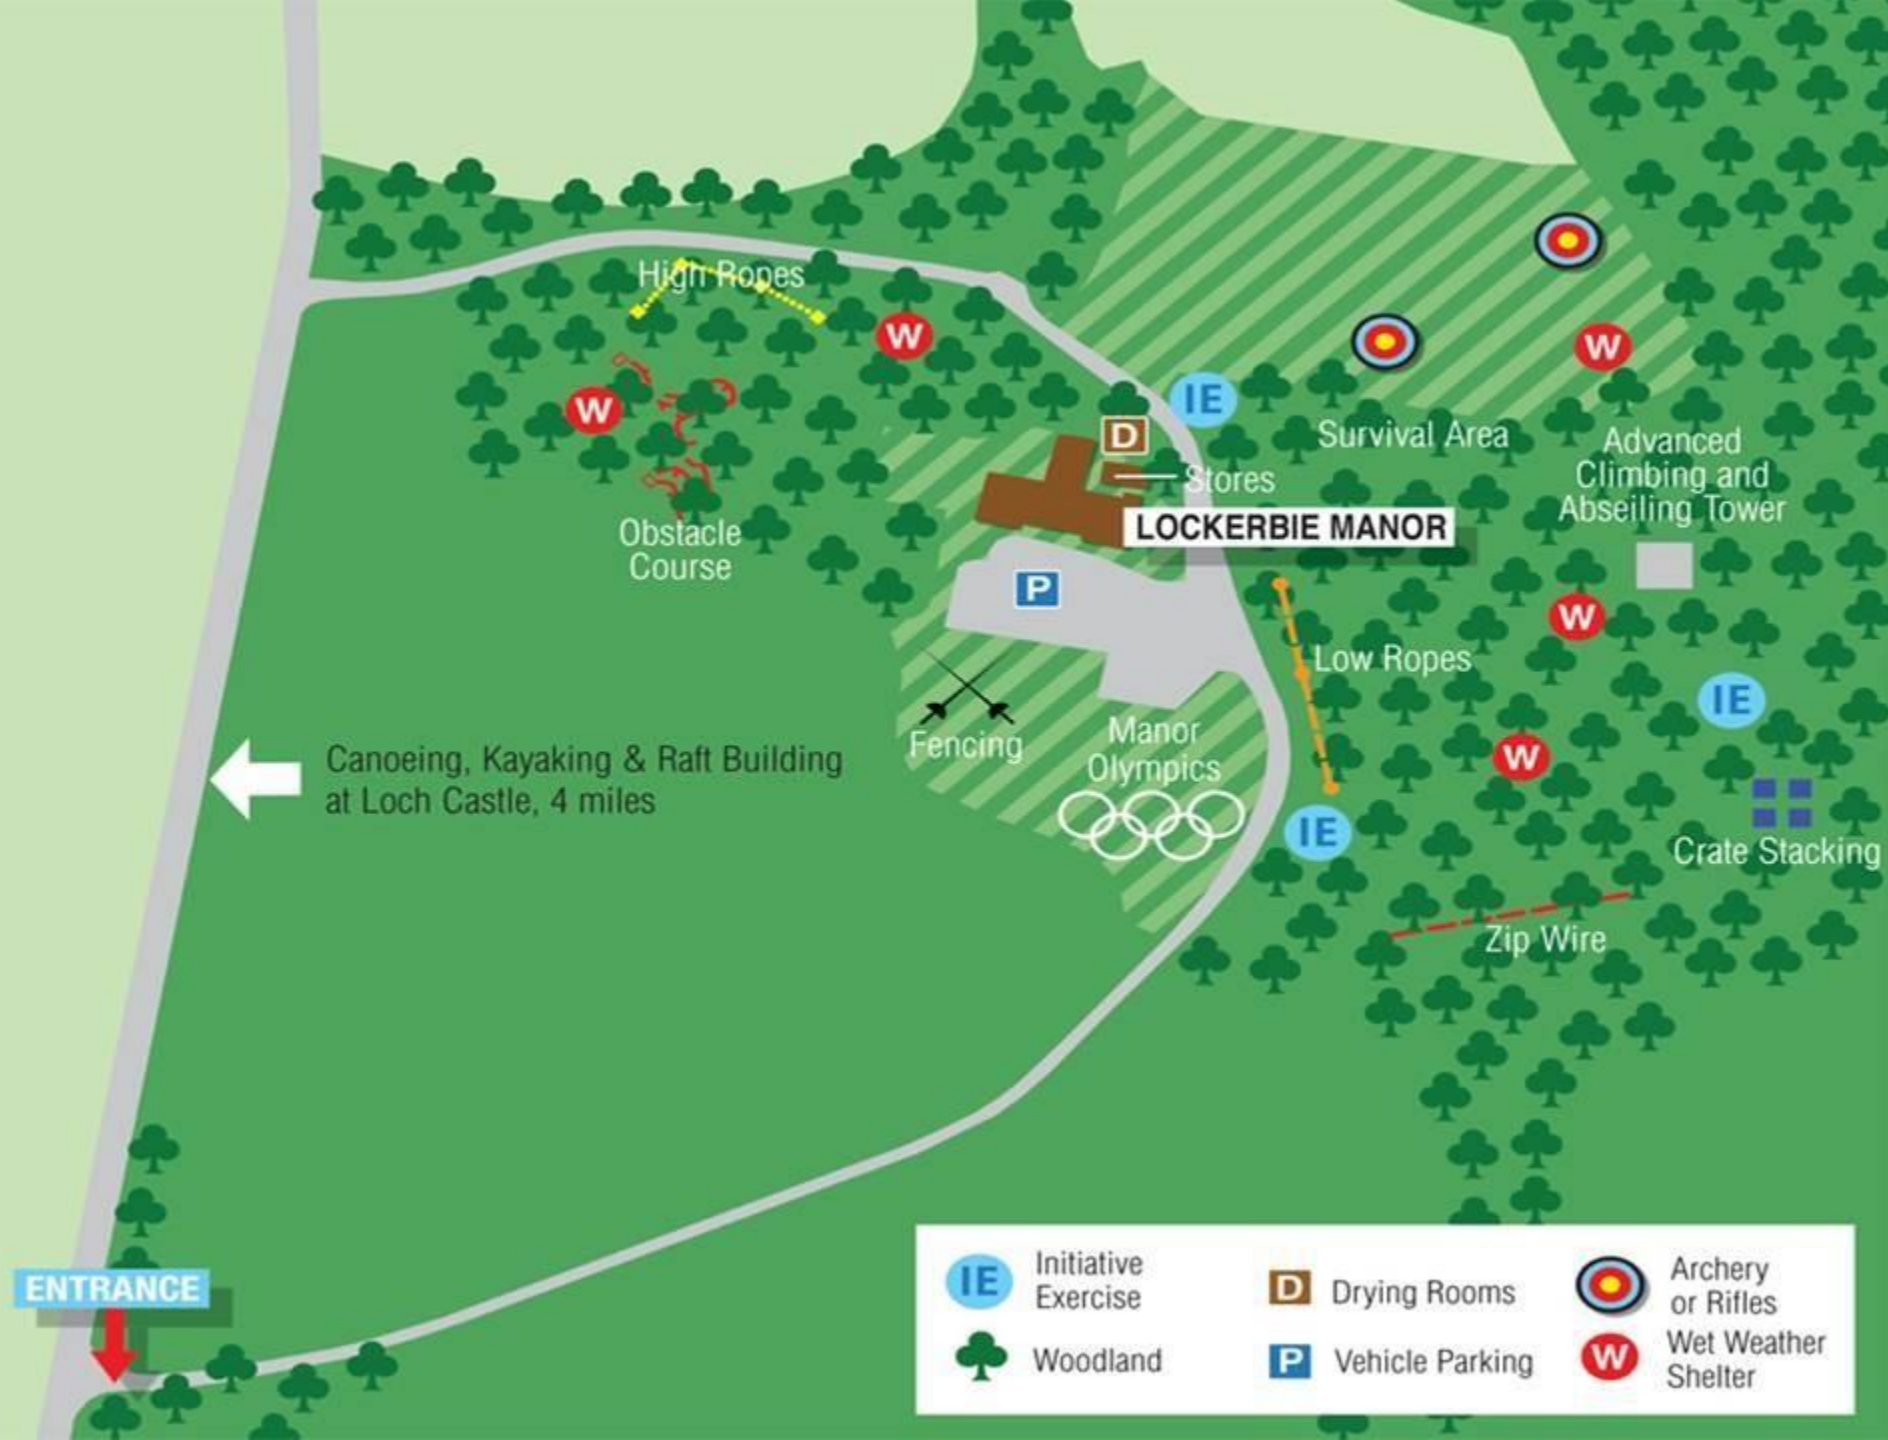 High Ropes
W
W
IE
D
Stores
LOCKERBIE MANOR
P
Obstacle
Course
W
Survival Area
Advanced
Climbing and
Abseiling Tower
W
Low Ropes
IE
Fencing
Manor
Olympics
W
IE
Crate Stacking
Zip Wire
Canoeing, Kayaking & Raft Building
at Loch Castle, 4 miles
ENTRANCE
IE
Initiative
Exercise
D
Drying Rooms
Archery
or Rifles
Woodland
P
Vehicle Parking
W
Wet Weather
Shelter